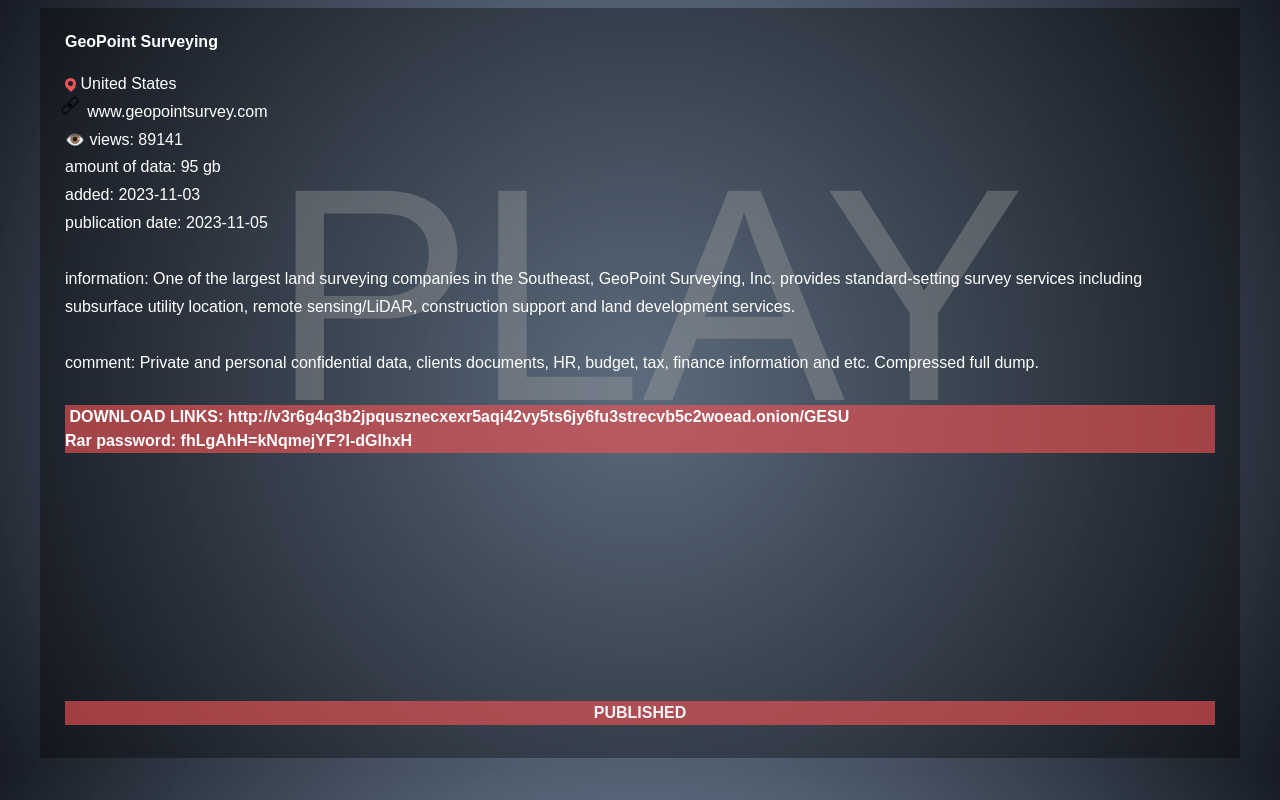 GeoPoint Surveying
United States
www.geopointsurvey.com
views: 89141
amount of data: 95 gb
added: 2023-11-03
publication date: 2023-11-05
PLAY
information: One of the largest land surveying companies in the Southeast, GeoPoint Surveying, Inc. provides standard-setting survey services including
subsurface utility location, remote sensing/LiDAR, construction support and land development services.
comment: Private and personal confidential data, clients documents, HR, budget, tax, finance information and etc. Compressed full dump.
DOWNLOAD LINKS: http://v3r6g4q3b2jpqusznecxexr5aqi42vy5ts6jy6fu3strecvb5c2woead.onion/GESU
Rar password:
PUBLISHED